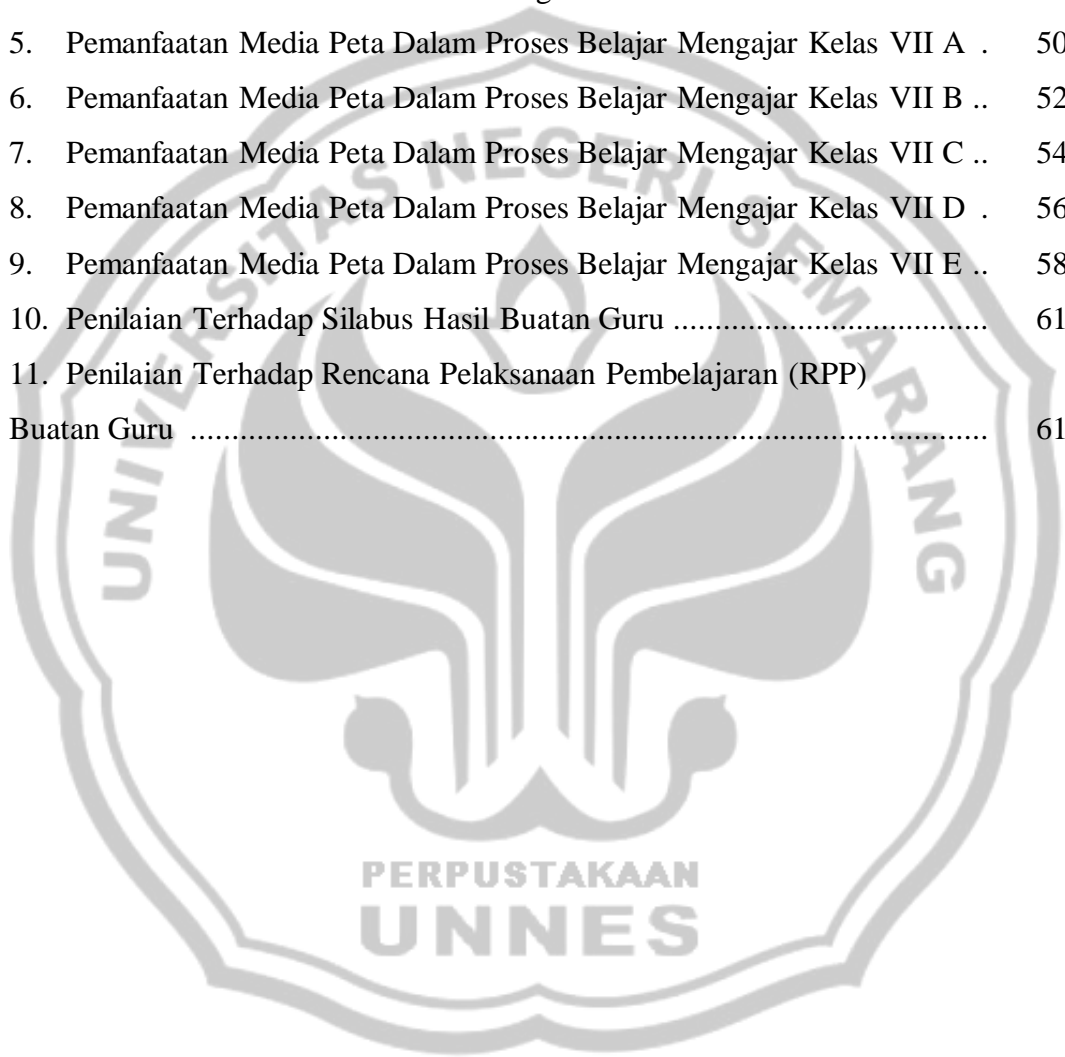 5. Pemanfaatan Media Peta Dalam Proses Belajar Mengajar Kelas VII A . 50
6. Pemanfaatan Media Peta Dalam Proses Belajar Mengajar Kelas VII B .. 52
7. Pemanfaatan Media Peta Dalam Proses Belajar Mengajar Kelas VII C .. 54
8. Pemanfaatan Media Peta Dalam Proses Belajar Mengajar Kelas VII D . 56
9. Pemanfaatan Media Peta Dalam Proses Belajar Mengajar Kelas VII E .. 58
10. Penilaian Terhadap Silabus Hasil Buatan Guru ...................................... 61
11. Penilaian Terhadap Rencana Pelaksanaan Pembelajaran (RPP)
Buatan Guru ................................................................................................ 61
UNIVERSITAS NEGERI SEMARANG
PERPUSTAKAAN
UNNES